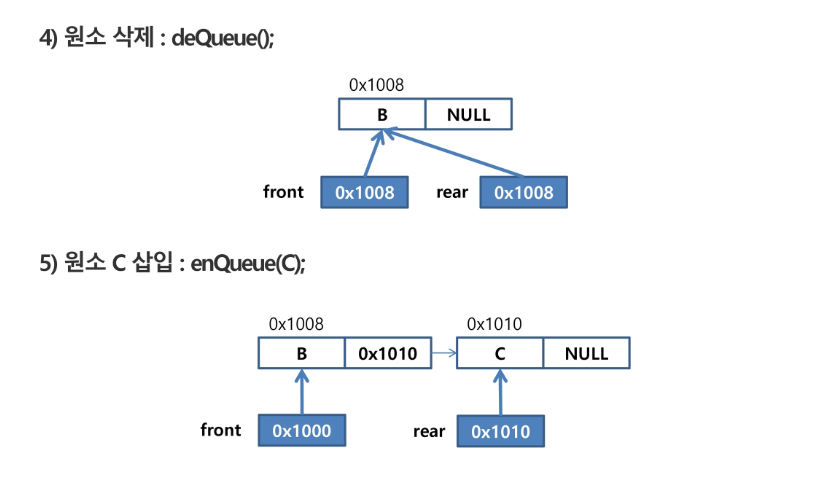 4) 원소 삭제 : deQueue();
0x1008
B NULL
front 0x1008 rear 0x1008
5) 원소 C 삽입 : enQueue(C);
0x1008 0x1010
B 0x1010 C NULL
front 0x1000 rear 0x1010